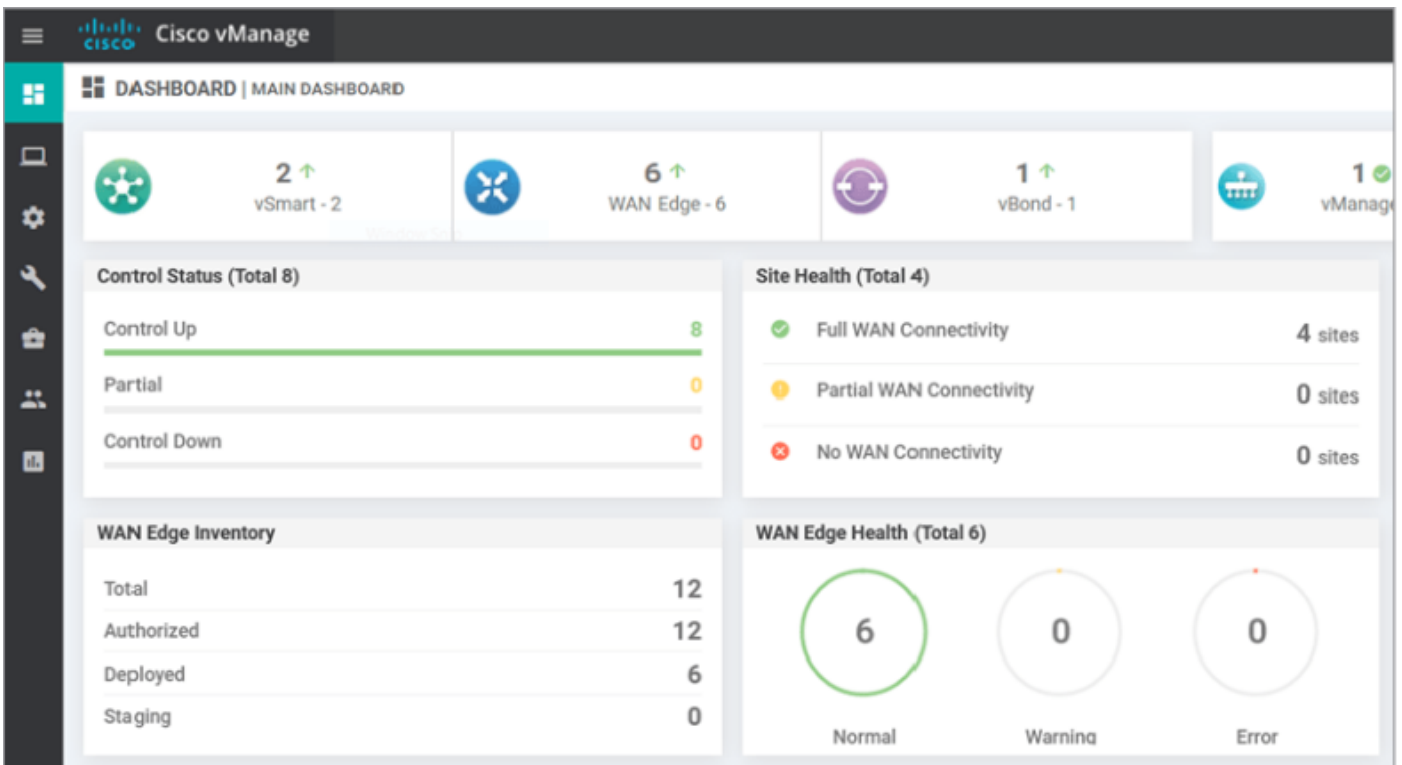 CISCO Cisco vManage
DASHBOARD | MAIN DASHBOARD
2 6 1 1
vSmart - 2 WAN Edge - 6 vBond - 1 vManage
Control Status (Total 8)
Control Up 8
Partial 0
Control Down 0
Site Health (Total 4)
Full WAN Connectivity 4 sites
Partial WAN Connectivity 0 sites
No WAN Connectivity 0 sites
WAN Edge Inventory
Total 12
Authorized 12
Deployed 6
Staging 0
WAN Edge Health (Total 6)
6 0 0
Normal Warning Error